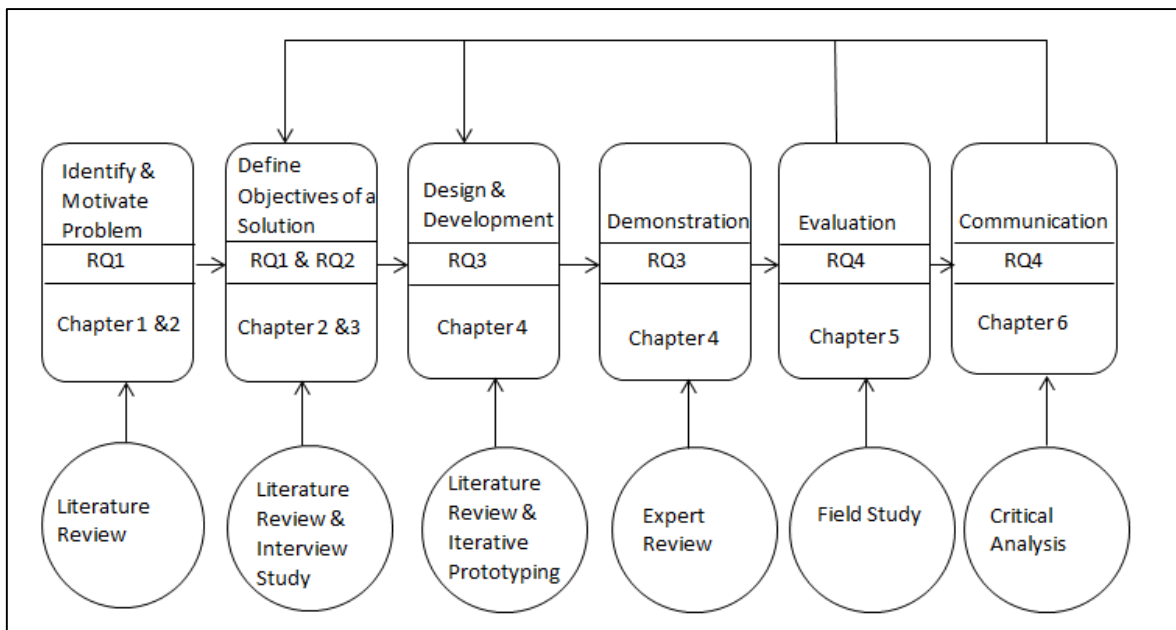 Identify &
Motivate
Problem
RQ1
Chapter 1 &2
Define
Objectives of a
Solution
RQ1 & RQ2
Chapter 2 &3
Design &
Development
RQ3
Chapter 4
Demonstration
RQ3
Chapter 4
Evaluation
RQ4
Chapter 5
Communication
RQ4
Chapter 6
Literature
Review
Literature
Review &
Interview
Study
Literature
Review &
Iterative
Prototyping
Expert
Review
Field Study
Critical
Analysis